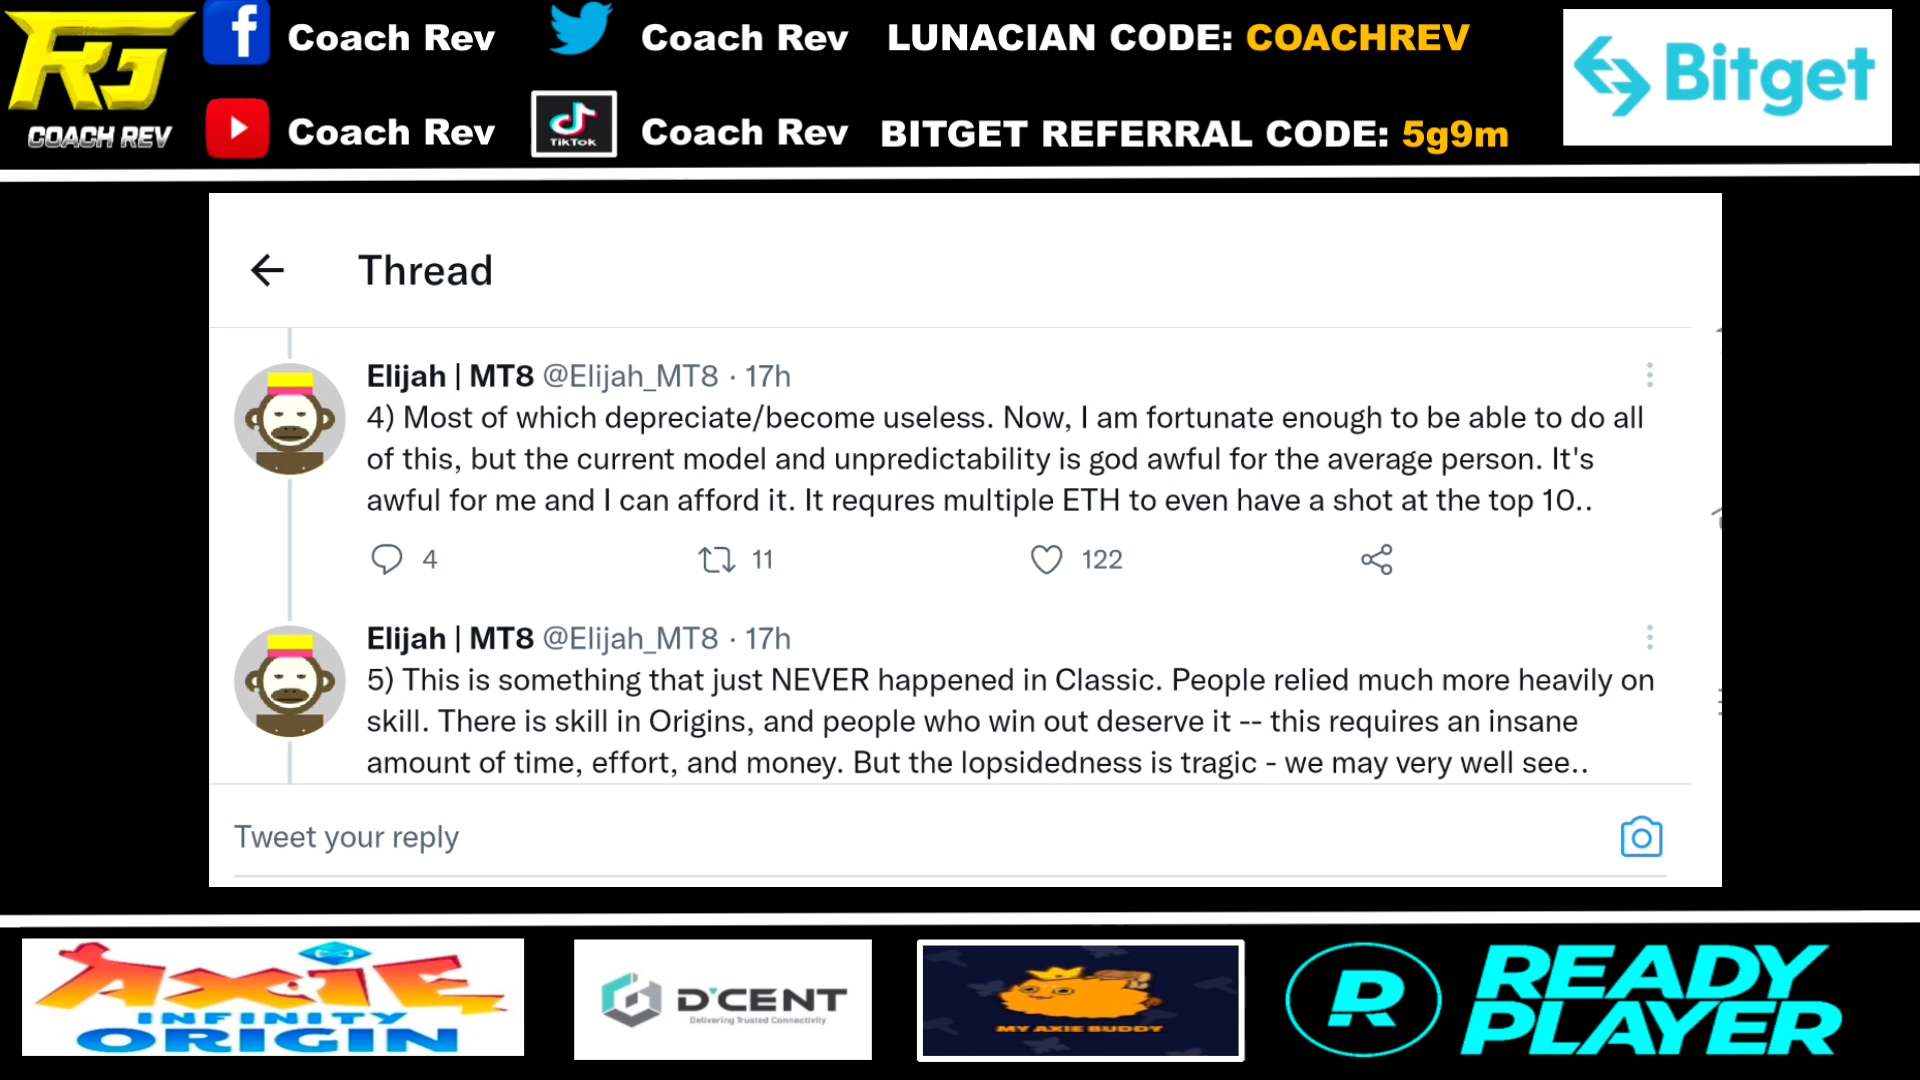 Coach Rev
Coach Rev
LUNACIAN CODE: COACHREV
COACH REV
Coach Rev
TikTok
Coach Rev
BITGET REFERRAL CODE: 5g9m
Bitget
Thread
Elijah | MT8 @Elijah_MT8 · 17h
4) Most of which depreciate/become useless. Now, I am fortunate enough to be able to do all
of this, but the current model and unpredictability is god awful for the average person. It's
awful for me and I can afford it. It requres multiple ETH to even have a shot at the top 10..
4
11
122
Elijah | MT8 @Elijah_MT8 · 17h
5) This is something that just NEVER happened in Classic. People relied much more heavily on
skill. There is skill in Origins, and people who win out deserve it -- this requires an insane
amount of time, effort, and money. But the lopsidedness is tragic - we may very well see..
Tweet your reply
AXIE
INFINITY
ORIGIN
D'CENT
Delivering Trusted Connectivity
MY AXIE BUDDY
READY
PLAYER